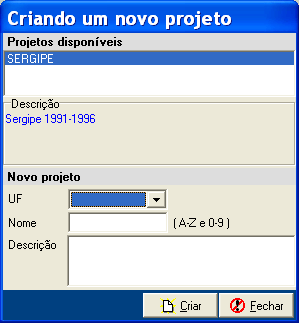 Criando um novo projeto
Projetos disponíveis
SERGIPE
Descrição
Sergipe 1991-1996
Novo projeto
UF
Nome ( A-Z e 0-9 )
Descrição
Criar Fechar